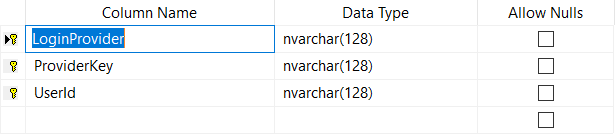 Column Name Data Type Allow Nulls
LoginProvider nvarchar(128)
ProviderKey nvarchar(128)
UserId nvarchar(128)